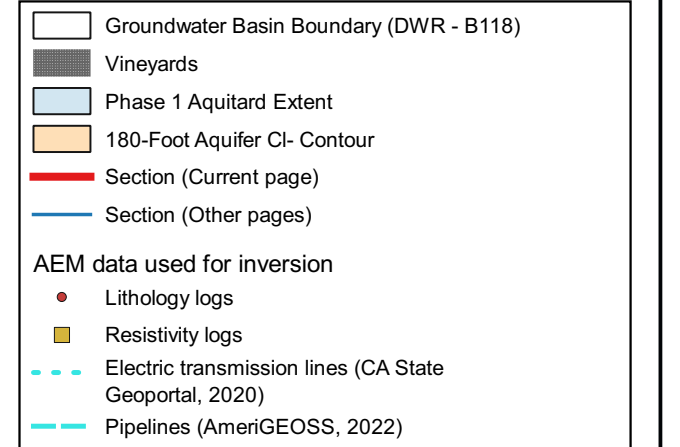 Groundwater Basin Boundary (DWR - B118)
Vineyards
Phase 1 Aquitard Extent
180-Foot Aquifer Cl- Contour
Section (Current page)
Section (Other pages)
AEM data used for inversion
Lithology logs
Resistivity logs
Electric transmission lines (CA State
Geoportal, 2020)
Pipelines (AmeriGEOSS, 2022)